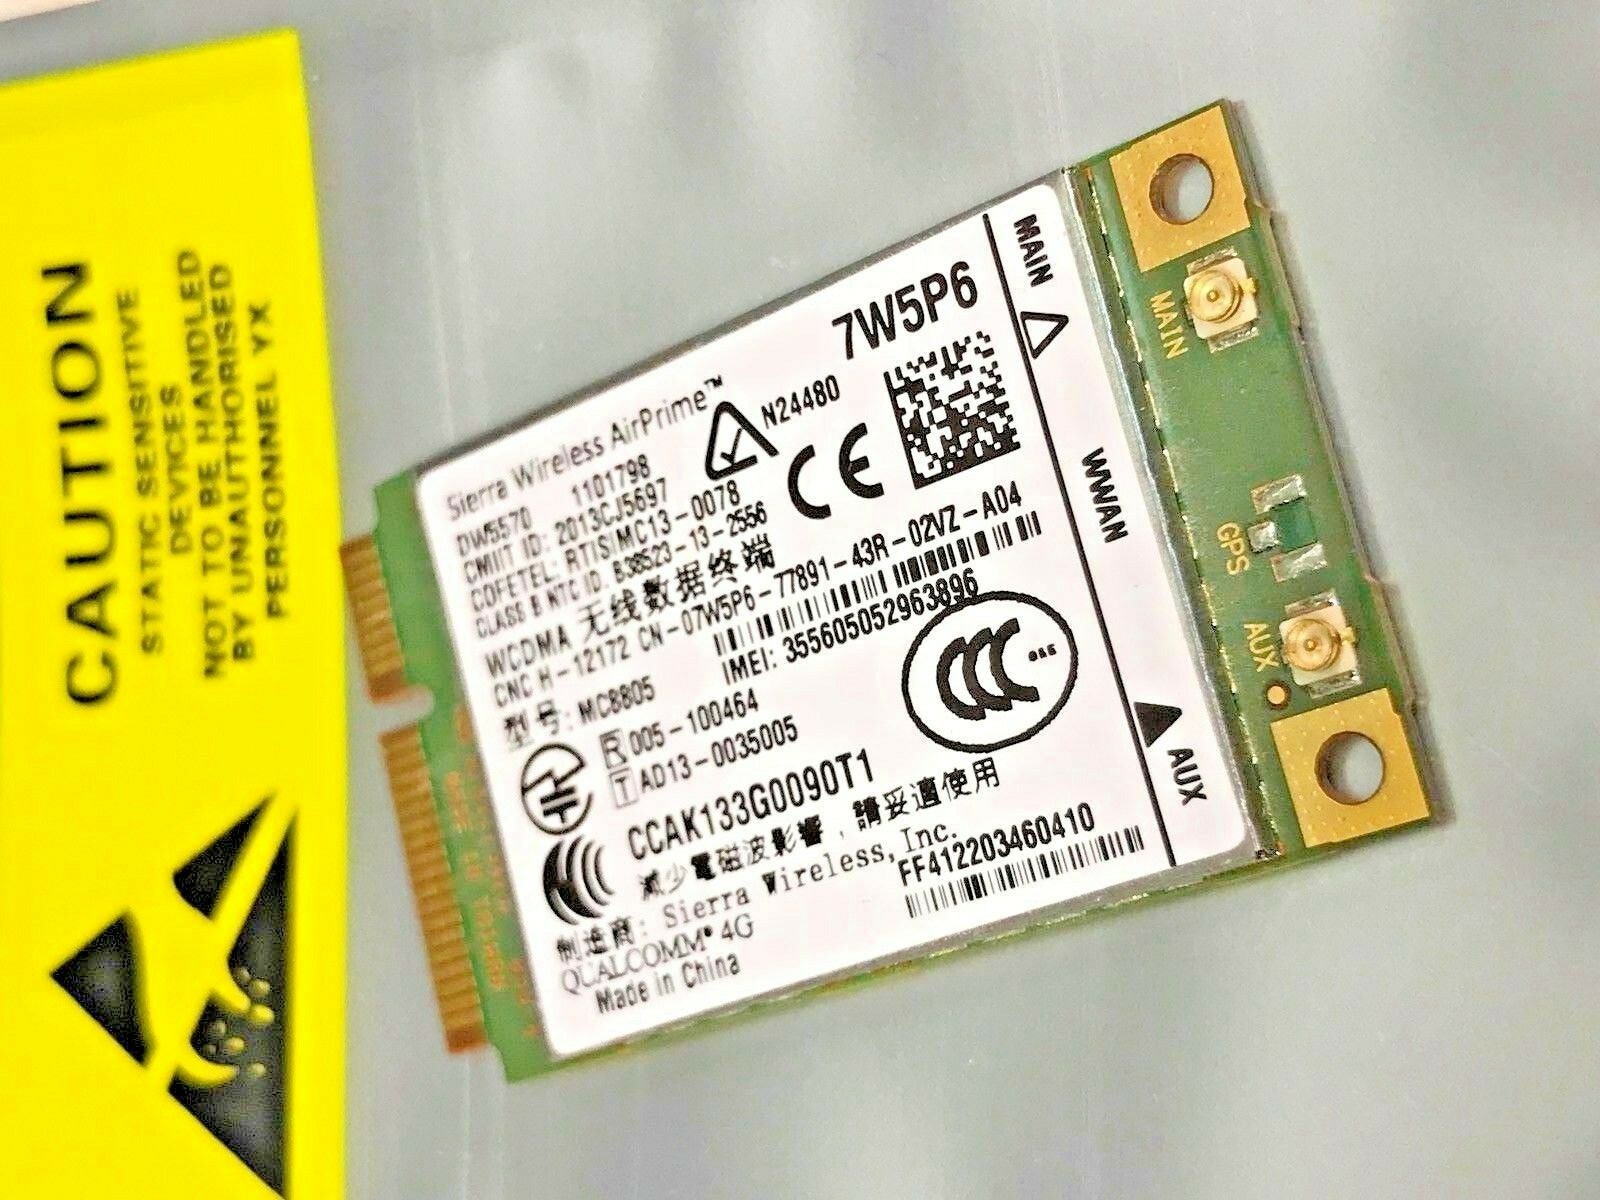 CAUTION
STATIC SENSITIVE
DEVICES
NOT TO BE HANDLED
BY UNAUTHORISED
PERSONNEL YX
Sierra Wireless AirPrime™
7W5P6
DW5570 1101798
N24480
CMIIT ID: 2013CJ5697
COFETEL: RTISIMC13-0078
CLASS B NTC ID. B38523-13-2556
CE
WCDMA 无线数据终端
CNC H-12172 CN-07W5P6-77891-43R-02VZ-A04
型号: MC8805
IMEI: 355605052963896
R 005-100464
T AD13-0035005
CCC
CCAK133G0090T1
減少電磁波影響,請妥適使用
制造商: Sierra Wireless, Inc.
FF412203460410
QUALCOMM® 4G
Made in China
MAIN
WWAN
AUX
MAIN
GPS
AUX